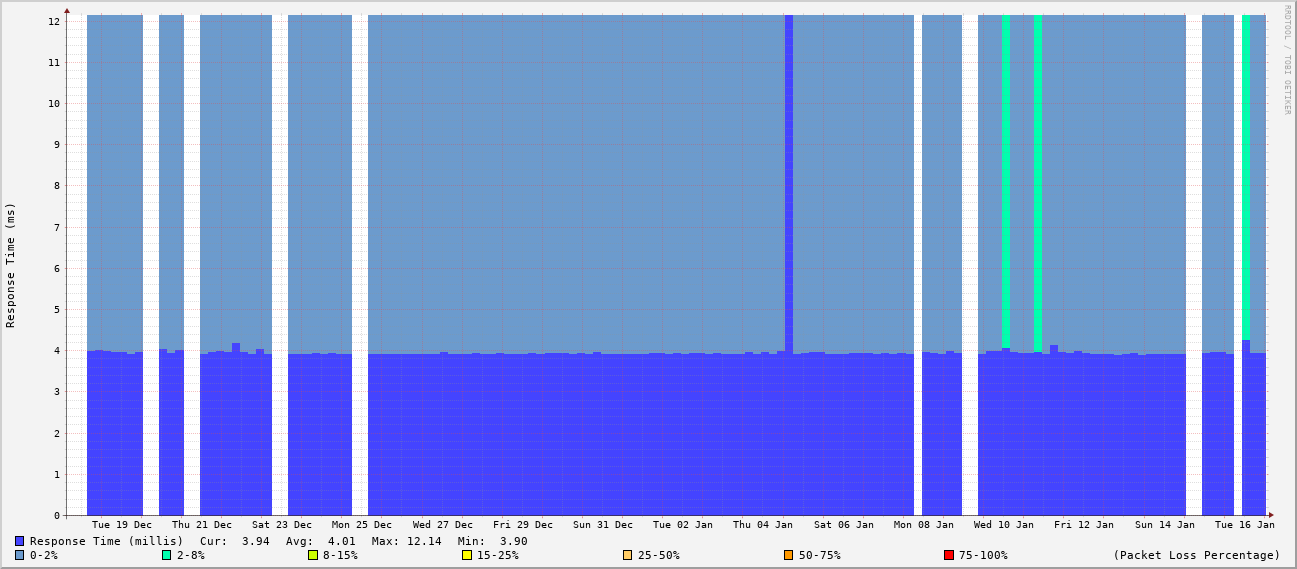 12
11
10
9
8
7
6
5
4
3
2
1
0
Response Time (ms)
RRDTOOL / TOBI OETIKER
Tue 19 Dec Thu 21 Dec Sat 23 Dec Mon 25 Dec Wed 27 Dec Fri 29 Dec Sun 31 Dec Tue 02 Jan Thu 04 Jan Sat 06 Jan Mon 08 Jan Wed 10 Jan Fri 12 Jan Sun 14 Jan Tue 16 Jan
Response Time (millis) Cur: 3.94 Avg: 4.01 Max: 12.14 Min: 3.90
0-2% 2-8% 8-15% 15-25% 25-50% 50-75% 75-100% (Packet Loss Percentage)